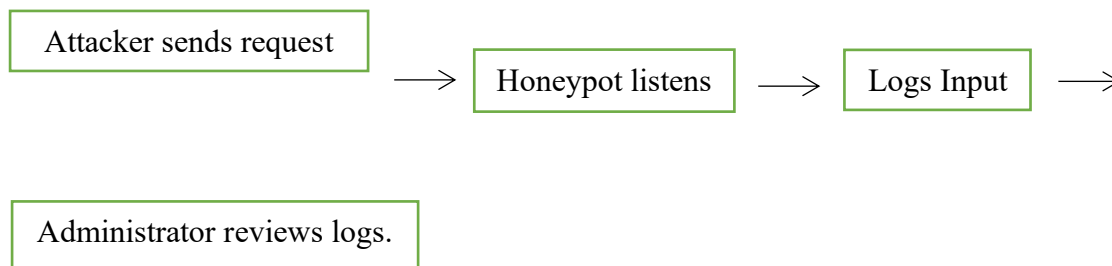 Attacker sends request
Honeypot listens
Logs Input
Administrator reviews logs.